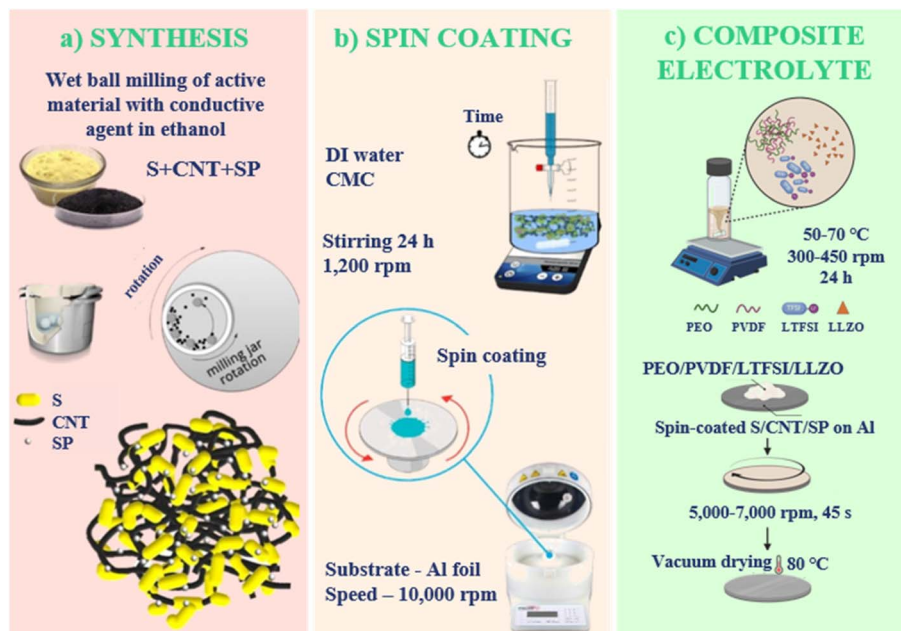 a) SYNTHESIS
Wet ball milling of active
material with conductive
agent in ethanol
S+CNT+SP
rotation
milling jar
rotation
S
CNT
SP
b) SPIN COATING
Time
DI water
CMC
Stirring 24 h
1,200 rpm
Spin coating
Substrate - Al foil
Speed – 10,000 rpm
c) COMPOSITE
ELECTROLYTE
50-70 °C
300-450 rpm
24 h
TFSI
PEO PVDF LTFSI LLZO
PEO/PVDF/LTFSI/LLZO
Spin-coated S/CNT/SP on Al
5,000-7,000 rpm, 45 s
Vacuum drying 80 °C